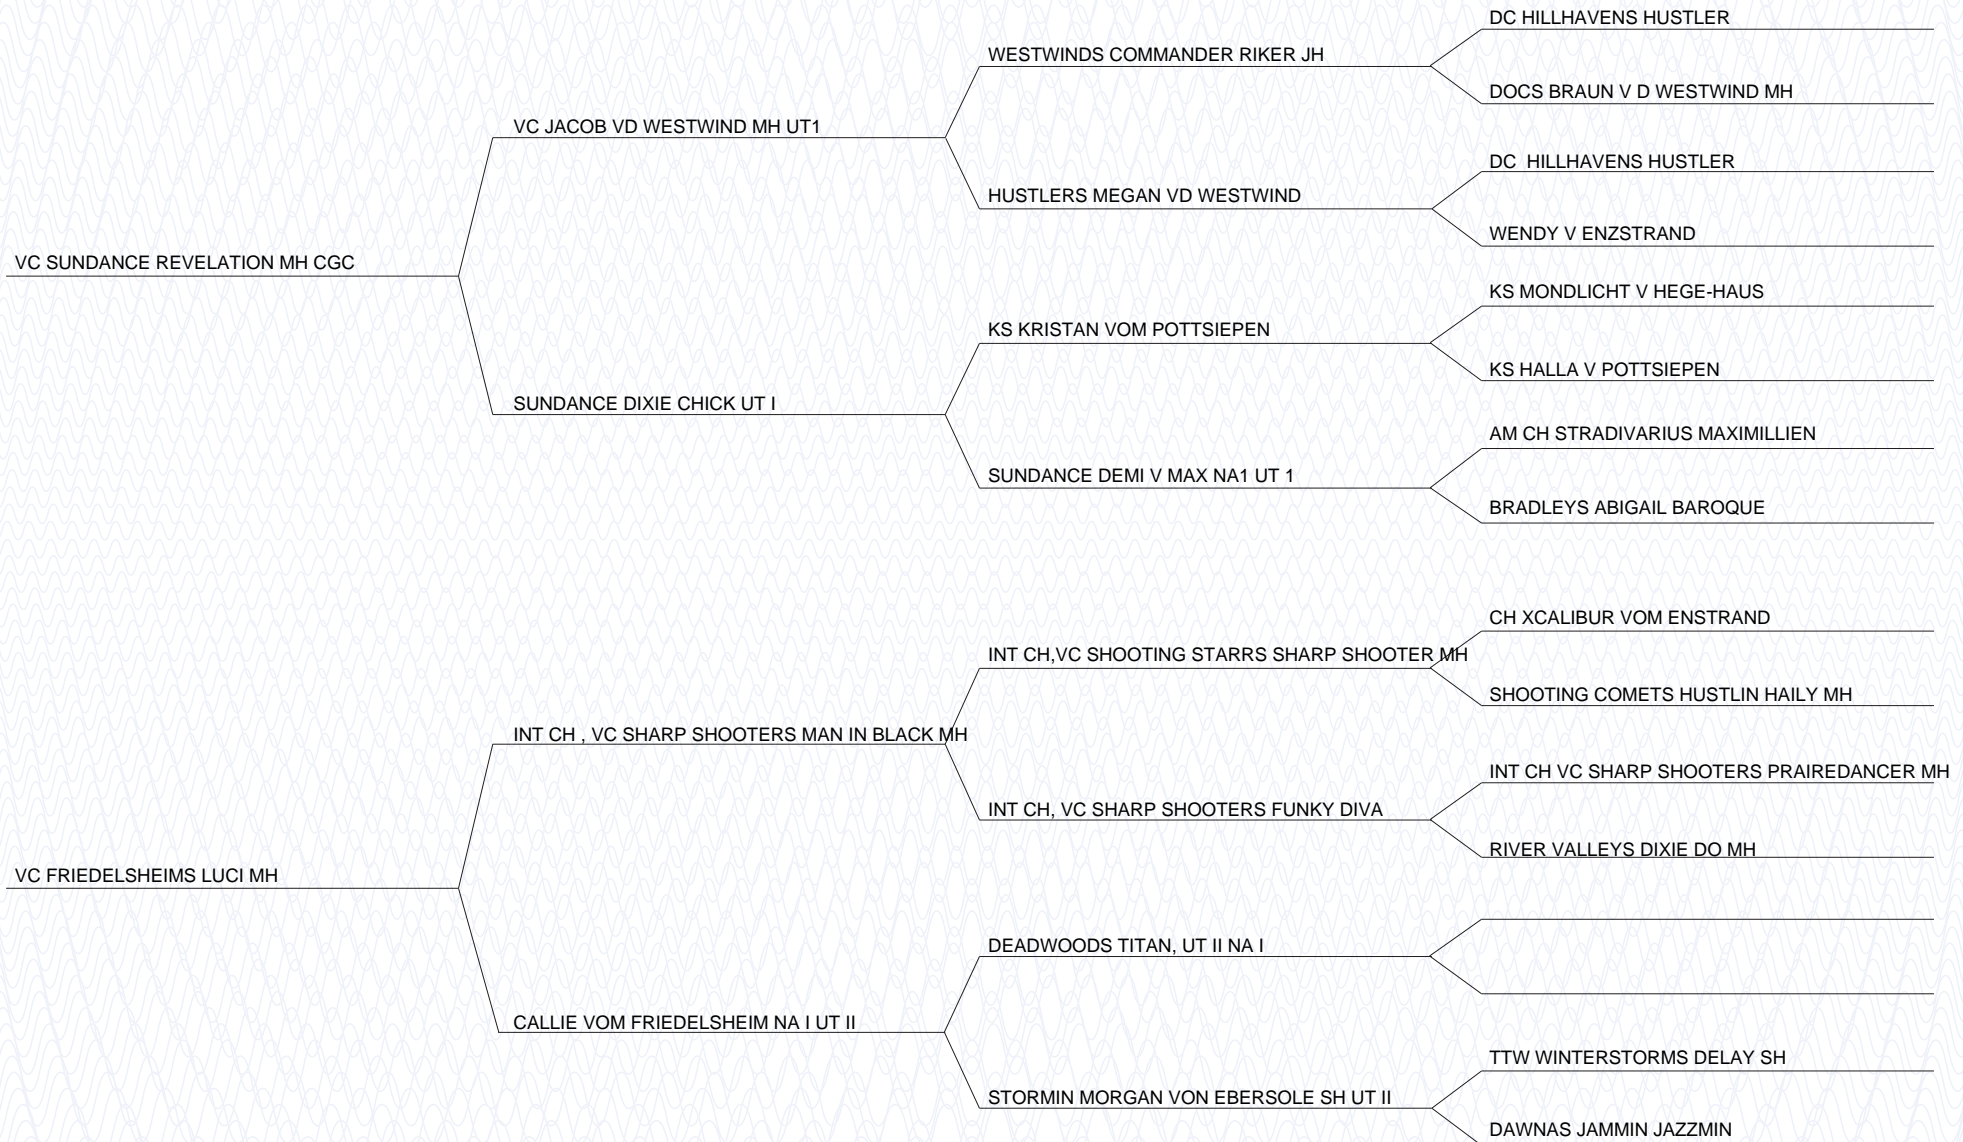 DC HILLHAVENS HUSTLER
WESTWINDS COMMANDER RIKER JH
DOCS BRAUN V D WESTWIND MH
VC JACOB VD WESTWIND MH UT1
DC  HILLHAVENS HUSTLER
HUSTLERS MEGAN VD WESTWIND
WENDY V ENZSTRAND
VC SUNDANCE REVELATION MH CGC
KS MONDLICHT V HEGE-HAUS
KS KRISTAN VOM POTTSIEPEN
KS HALLA V POTTSIEPEN
SUNDANCE DIXIE CHICK UT I
AM CH STRADIVARIUS MAXIMILLIEN
SUNDANCE DEMI V MAX NA1 UT 1
BRADLEYS ABIGAIL BAROQUE
CH XCALIBUR VOM ENSTRAND
INT CH,VC SHOOTING STARRS SHARP SHOOTER MH
SHOOTING COMETS HUSTLIN HAILY MH
INT CH , VC SHARP SHOOTERS MAN IN BLACK MH
INT CH VC SHARP SHOOTERS PRAIREDANCER MH
INT CH, VC SHARP SHOOTERS FUNKY DIVA
RIVER VALLEYS DIXIE DO MH
VC FRIEDELSHEIMS LUCI MH
DEADWOODS TITAN, UT II NA I
CALLIE VOM FRIEDELSHEIM NA I UT II
TTW WINTERSTORMS DELAY SH
STORMIN MORGAN VON EBERSOLE SH UT II
DAWNAS JAMMIN JAZZMIN